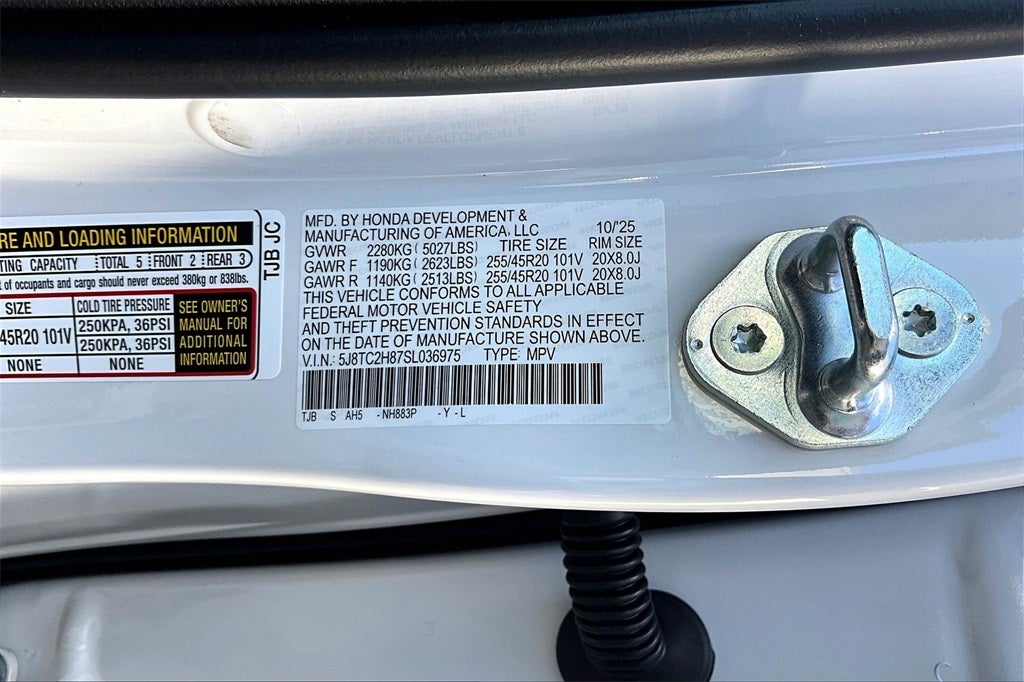 RE AND LOADING INFORMATION
TING CAPACITY TOTAL 5 FRONT 2 REAR 3
t of occupants and cargo should never exceed 380kg or 838lbs.
SIZE COLD TIRE PRESSURE
45R20 101V 250KPA, 36PSI
250KPA, 36PSI
NONE NONE
SEE OWNER'S
MANUAL FOR
ADDITIONAL
INFORMATION
TJB JC
MFD. BY HONDA DEVELOPMENT &
MANUFACTURING OF AMERICA, LLC 10/'25
GVWR 2280KG ( 5027LBS) TIRE SIZE RIM SIZE
GAWR F 1190KG ( 2623LBS) 255/45R20 101V 20X8.0J
GAWR R 1140KG ( 2513LBS) 255/45R20 101V 20X8.0J
THIS VEHICLE CONFORMS TO ALL APPLICABLE
FEDERAL MOTOR VEHICLE SAFETY
AND THEFT PREVENTION STANDARDS IN EFFECT
ON THE DATE OF MANUFACTURE SHOWN ABOVE.
V.I.N.: 5J8TC2H87SL036975 TYPE: MPV
TJB S AH5 -NH883P -Y-L